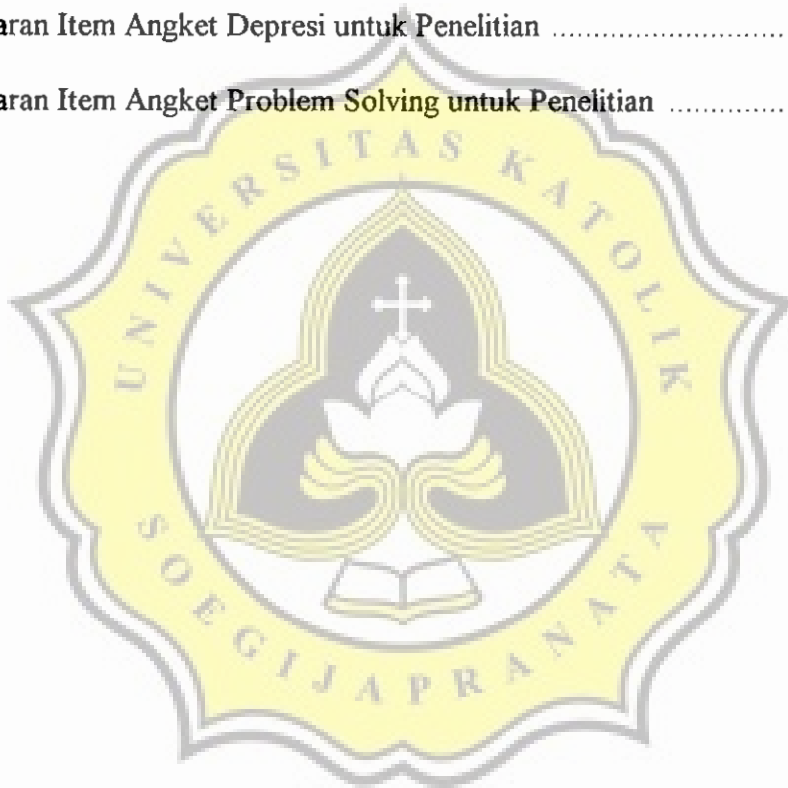 aran Item Angket Depresi untuk Penelitian ............................
aran Item Angket Problem Solving untuk Penelitian ..............
UNIVERSITAS KATOLIK
SOEGIJAPRANATA